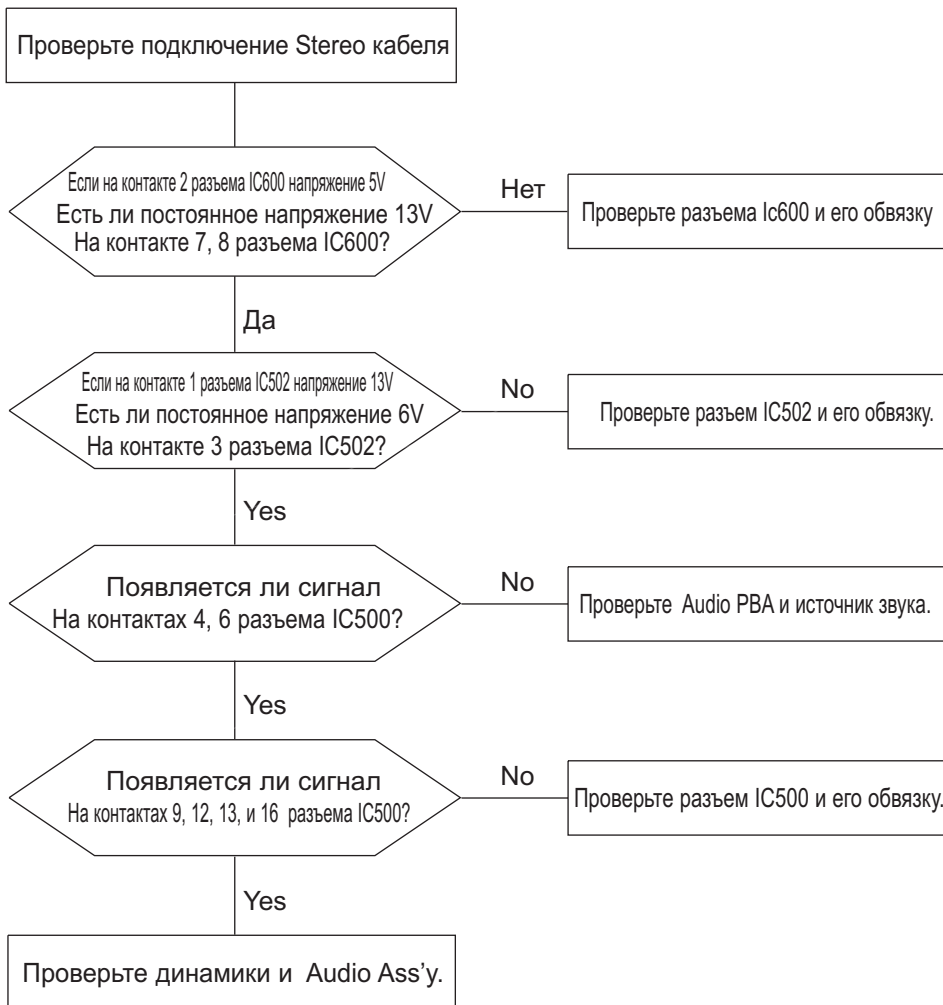 Проверьте подключение Stereo кабеля
Если на контакте 2 разъема IC600 напряжение 5V
Есть ли постоянное напряжение 13V
На контакте 7, 8 разъема IC600?
Нет
Проверьте разъема Ic600 и его обвязку
Да
Если на контакте 1 разъема IC502 напряжение 13V
Есть ли постоянное напряжение 6V
На контакте 3 разъема IC502?
No
Проверьте разъем IC502 и его обвязку.
Yes
Появляется ли сигнал
На контактах 4, 6 разъема IC500?
No
Проверьте Audio PBA и источник звука.
Yes
Появляется ли сигнал
На контактах 9, 12, 13, и 16 разъема IC500?
No
Проверьте разъем IC500 и его обвязку.
Yes
Проверьте динамики и Audio Ass'y.